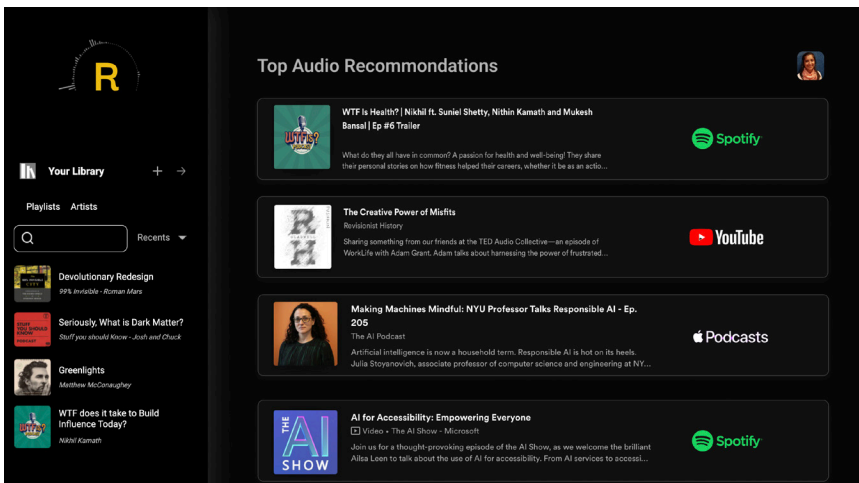 R
Your Library
Playlists Artists
Recents
Devolutionary Redesign
99% Invisible - Roman Mars
Seriously, What is Dark Matter?
Stuff you should Know - Josh and Chuck
Greenlights
Matthew McConaughey
WTF does it take to Build
Influence Today?
Nikhil Kamath
Top Audio Recommondations
WTF Is Health? | Nikhil ft. Suniel Shetty, Nithin Kamath and Mukesh
Bansal | Ep #6 Trailer
What do they all have in common? A passion for health and well-being! They share
their personal stories on how fitness helped their careers, whether it be as an actio...
WTFIS?
PODCAST
Spotify
The Creative Power of Misfits
Revisionist History
Sharing something from our friends at the TED Audio Collective—an episode of
WorkLife with Adam Grant. Adam talks about harnessing the power of frustrated...
YouTube
Making Machines Mindful: NYU Professor Talks Responsible AI - Ep.
205
The AI Podcast
Artificial intelligence is now a household term. Responsible AI is hot on its heels.
Julia Stoyanovich, associate professor of computer science and engineering at NY...
Podcasts
THE
AI
SHOW
AI for Accessibility: Empowering Everyone
Video • The AI Show - Microsoft
Join us for a thought-provoking episode of the AI Show, as we welcome the brilliant
Ailsa Leen to talk about the use of AI for accessibility. From AI services to accessi...
Spotify